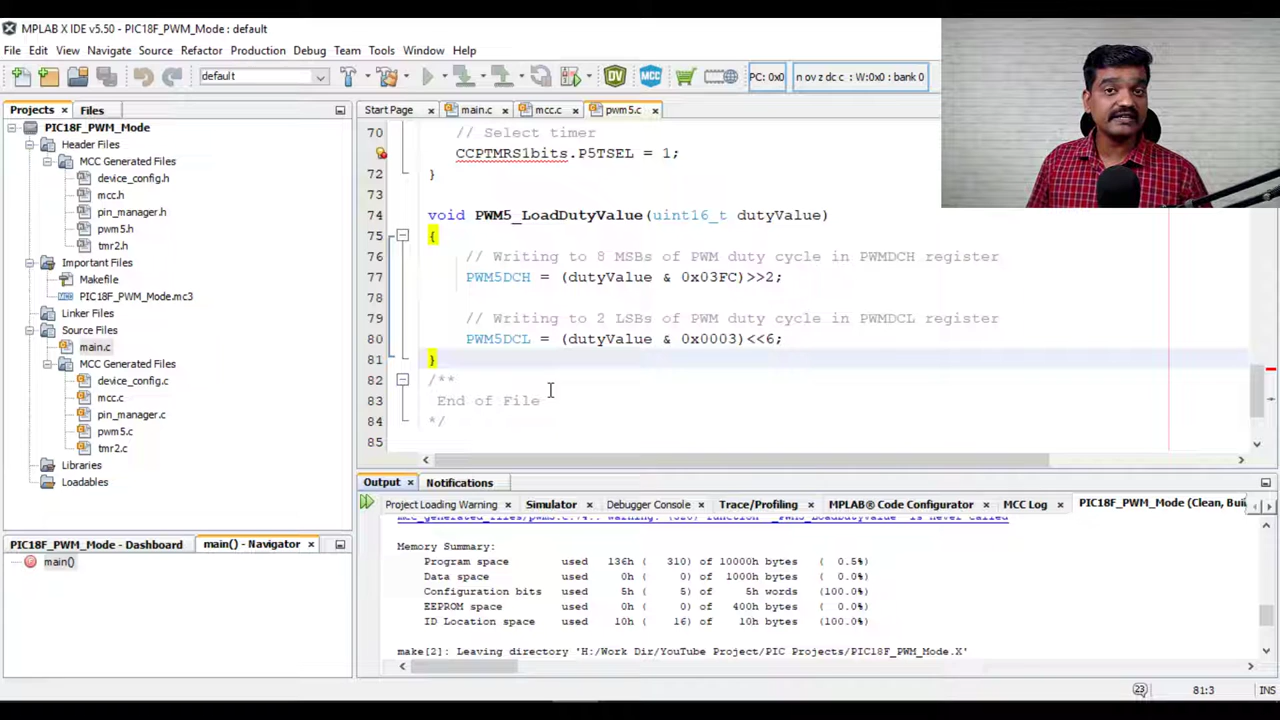 MPLAB X IDE v5.50 - PIC18F_PWM_Mode : default
File Edit View Navigate Source Refactor Production Debug Team Tools Window Help
default
DV
MCC
PC: 0x0
n ov z dc c : W:0x0 : bank 0
Projects
Files
Start Page
main.c
mcc.c
pwm5.c
PIC18F_PWM_Mode
Header Files
MCC Generated Files
device_config.h
mcc.h
pin_manager.h
pwm5.h
tmr2.h
Important Files
Makefile
PIC18F_PWM_Mode.mc3
Linker Files
Source Files
main.c
MCC Generated Files
device_config.c
mcc.c
pin_manager.c
pwm5.c
tmr2.c
Libraries
Loadables
70 // Select timer
CCPTMRS1bits.P5TSEL = 1;
72 }
73
74 void PWM5_LoadDutyValue(uint16_t dutyValue)
75 {
76 // Writing to 8 MSBs of PWM duty cycle in PWMDCH register
77 PWM5DCH = (dutyValue & 0x03FC)>>2;
78
79 // Writing to 2 LSBs of PWM duty cycle in PWMDCL register
80 PWM5DCL = (dutyValue & 0x0003)<<6;
81 }
82 /**
83 End of File
84 */
85
PIC18F_PWM_Mode - Dashboard
main() - Navigator
main()
Output
Notifications
Project Loading Warning
Simulator
Debugger Console
Trace/Profiling
MPLAB® Code Configurator
MCC Log
PIC18F_PWM_Mode (Clean, Buil
Memory Summary:
Program space used 136h ( 310) of 10000h bytes ( 0.5%)
Data space used 0h ( 0) of 1000h bytes ( 0.0%)
Configuration bits used 5h ( 5) of 5h words (100.0%)
EEPROM space used 0h ( 0) of 400h bytes ( 0.0%)
ID Location space used 10h ( 16) of 10h bytes (100.0%)
make[2]: Leaving directory 'H:/Work Dir/YouTube Project/PIC Projects/PIC18F_PWM_Mode.X'
23
81:3
INS